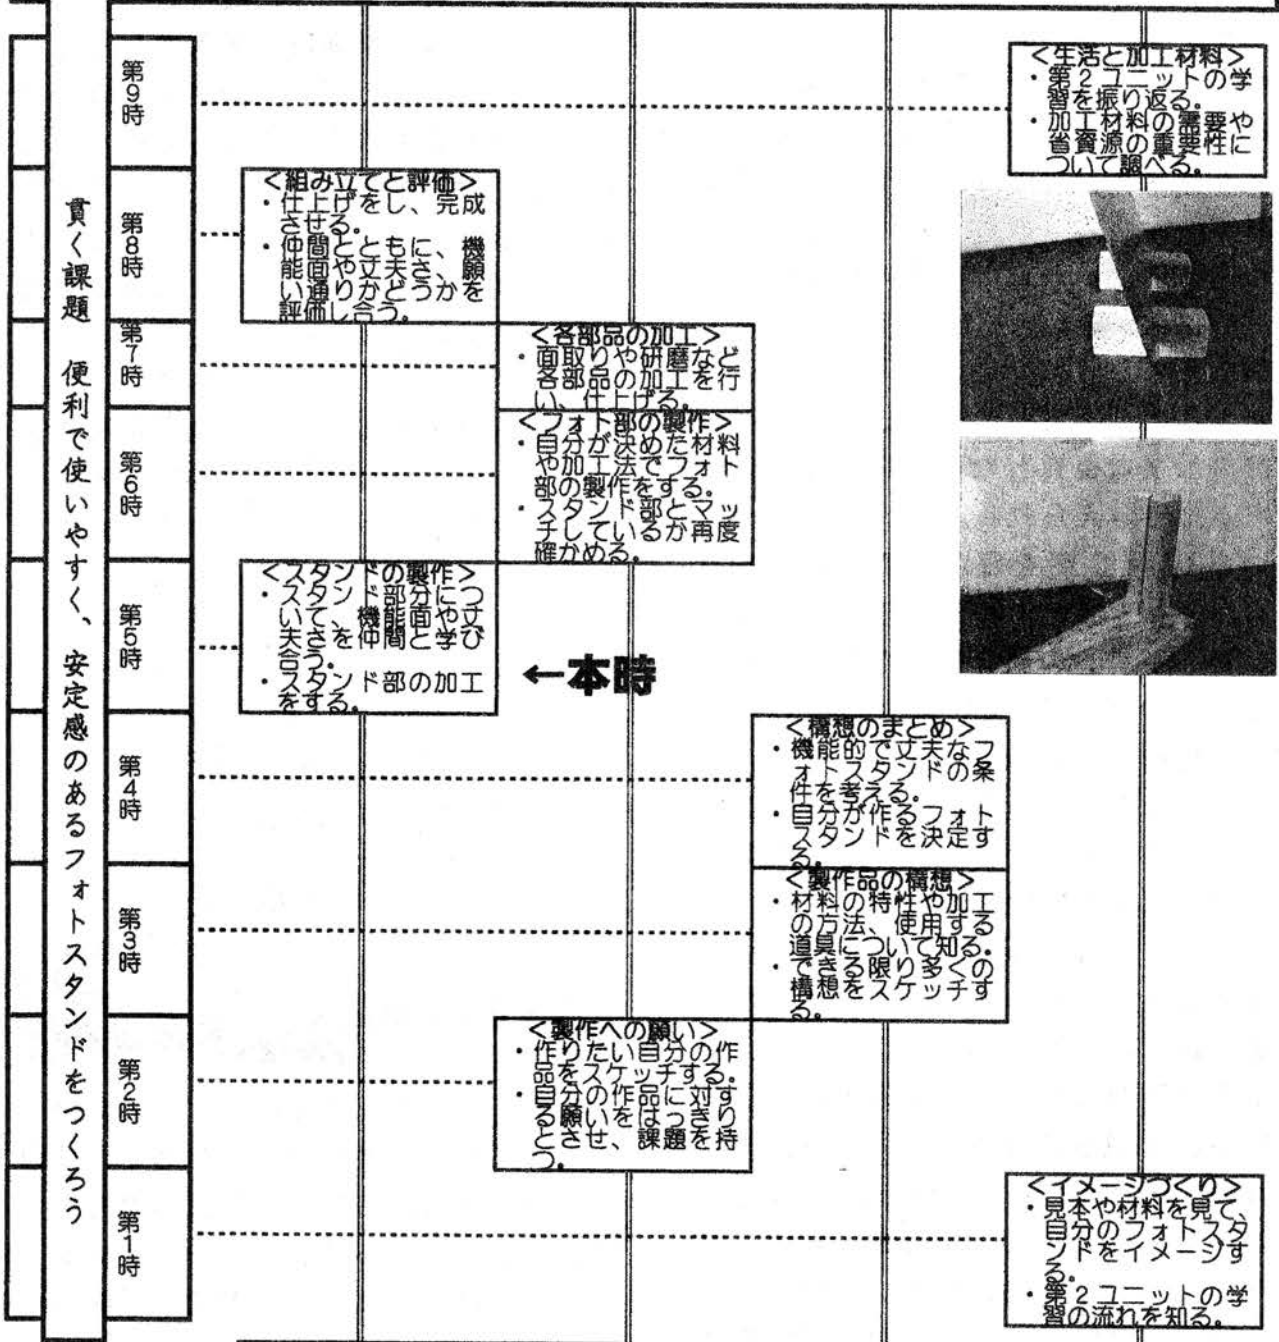 貫く課題　便利で使いやすく、安定感のあるフォトスタンドをつくろう
第9時
＜生活と加工材料＞
・第2ユニットの学
習を振り返る。
・加工材料の需要や
省資源の重要性に
ついて調べる。
第8時
＜組み立てと評価＞
・仕上げをし、完成
させる。
・仲間とともに、機
能面や丈夫さ、願
い通りかどうかを
評価し合う。
第7時
＜各部品の加工＞
・面取りや研磨など
各部品の加工を行
い、仕上げる。
第6時
＜フォト部の製作＞
・自分が決めた材料
や加工法でフォト
部の製作をする。
・スタンド部とマッ
チしているか再度
確かめる。
第5時
＜スタンドの製作＞
・スタンド部分につ
いて、機能面や丈
夫さを仲間と学び
合う。
・スタンド部の加工
をする。
←本時
第4時
＜構想のまとめ＞
・機能的で丈夫なフ
ォトスタンドの条
件を考える。
・自分が作るフォト
スタンドを決定す
る。
第3時
＜製作品の構想＞
・材料の特性や加工
の方法、使用する
道具について知る。
・できる限り多くの
構想をスケッチす
る。
第2時
＜製作への願い＞
・作りたい自分の作
品をスケッチする。
・自分の作品に対す
る願いをはっきり
とさせ、課題を持
つ。
第1時
＜イメージづくり＞
・見本や材料を見て、
自分のフォトスタ
ンドをイメージす
る。
・第2ユニットの学
習の流れを知る。